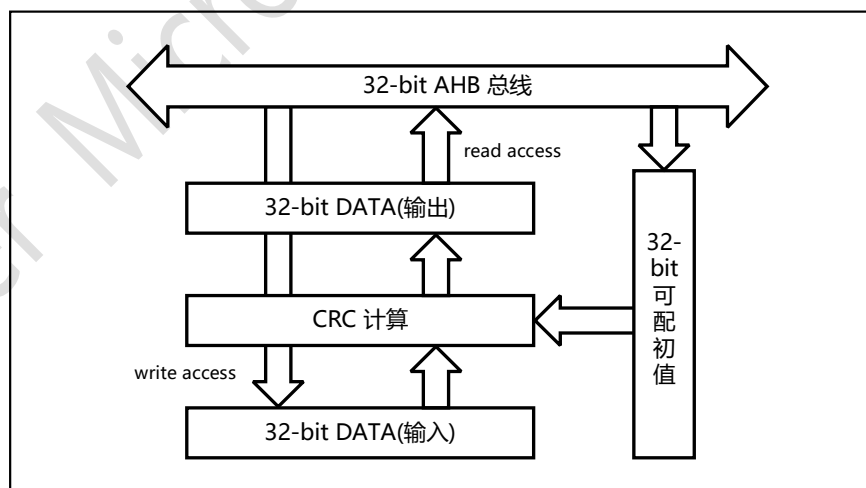 32-bit AHB 总线
read access
32-bit DATA(输出)
CRC 计算
write access
32-bit DATA(输入)
32-
bit
可
配
初
值